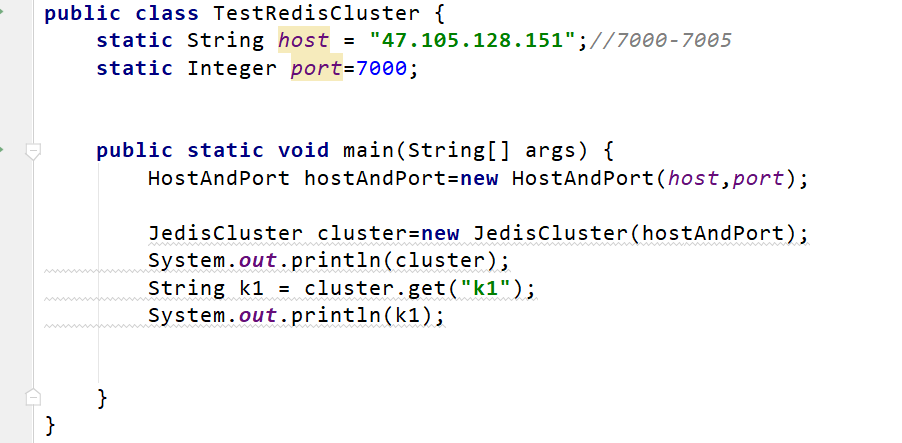 public class TestRedisCluster {
static String host = "47.105.128.151";//7000-7005
static Integer port=7000;
public static void main(String[] args) {
HostAndPort hostAndPort=new HostAndPort(host,port);
JedisCluster cluster=new JedisCluster(hostAndPort);
System.out.println(cluster);
String k1 = cluster.get("k1");
System.out.println(k1);
}
}